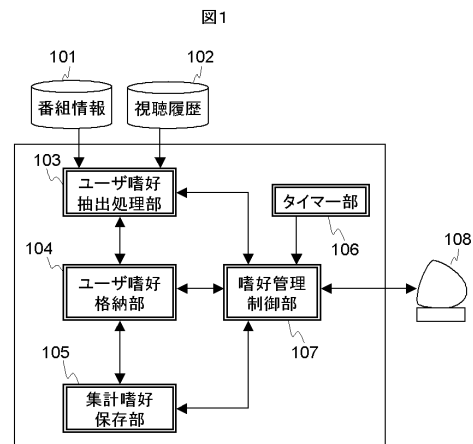 図1
101
102
番組情報
視聴履歴
103
ユーザ嗜好
抽出処理部
タイマー部
106
108
104
ユーザ嗜好
格納部
嗜好管理
制御部
107
105
集計嗜好
保存部